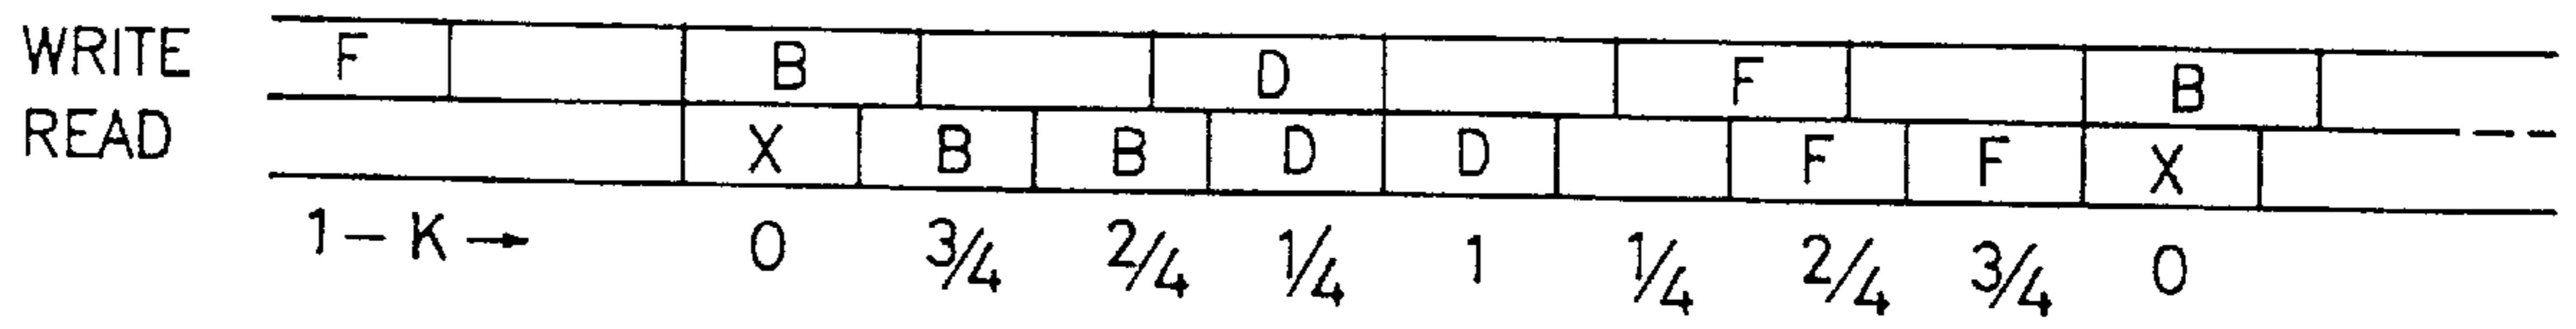 WRITE F B D F B
READ X B B D D F F X
1 – K → 0 3/4 2/4 1/4 1 1/4 2/4 3/4 0